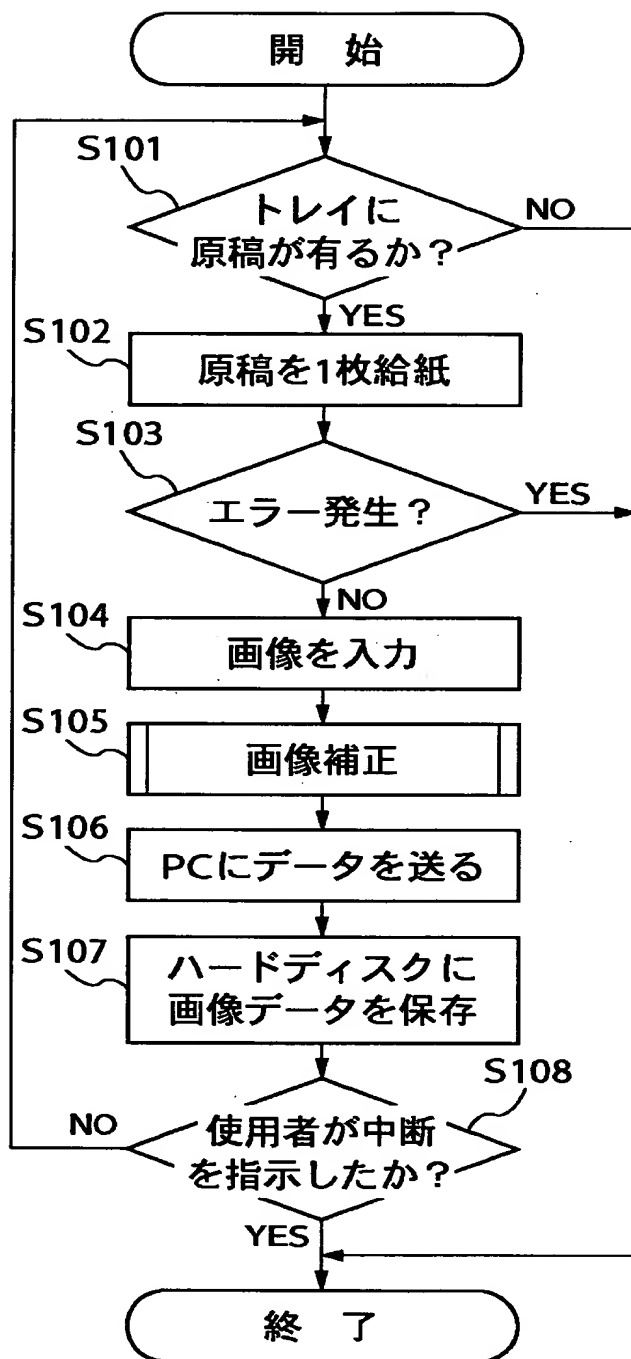 開 始
S101
トレイに
原稿が有るか?
NO
YES
S102
原稿を1枚給紙
S103
エラー発生?
YES
NO
S104
画像を入力
S105
画像補正
S106
PCにデータを送る
S107
ハードディスクに
画像データを保存
S108
NO
使用者が中断
を指示したか?
YES
終 了